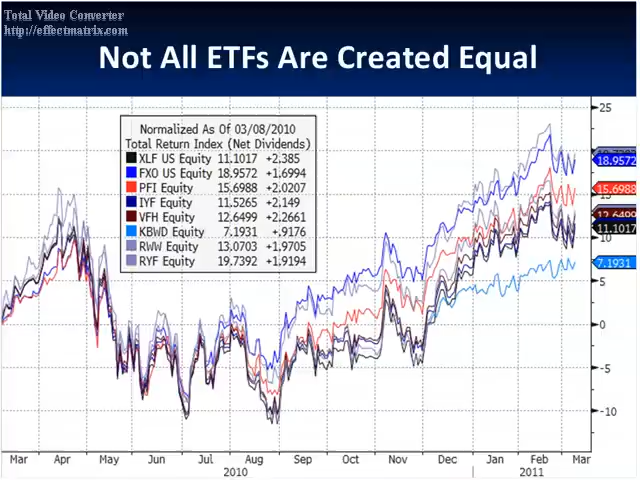 Total Video Converter
http://effectmatrix.com
Not All ETFs Are Created Equal
Normalized As Of 03/08/2010
Total Return Index (Net Dividends)
XLF US Equity 11.1017 +2.385
FXO US Equity 18.9572 +1.6994
PFI Equity 15.6988 +2.0207
IYF Equity 11.5265 +2.149
VFH Equity 12.6499 +2.2661
KBWD Equity 7.1931 +.9176
RWW Equity 13.0703 +1.9705
RYF Equity 19.7392 +1.9194
25
18.9572
15.6988
12.6499
11.1017
10
7.1931
5
0
-5
-10
Mar Apr May Jun Jul Aug Sep Oct Nov Dec Jan Feb Mar
2010 2011